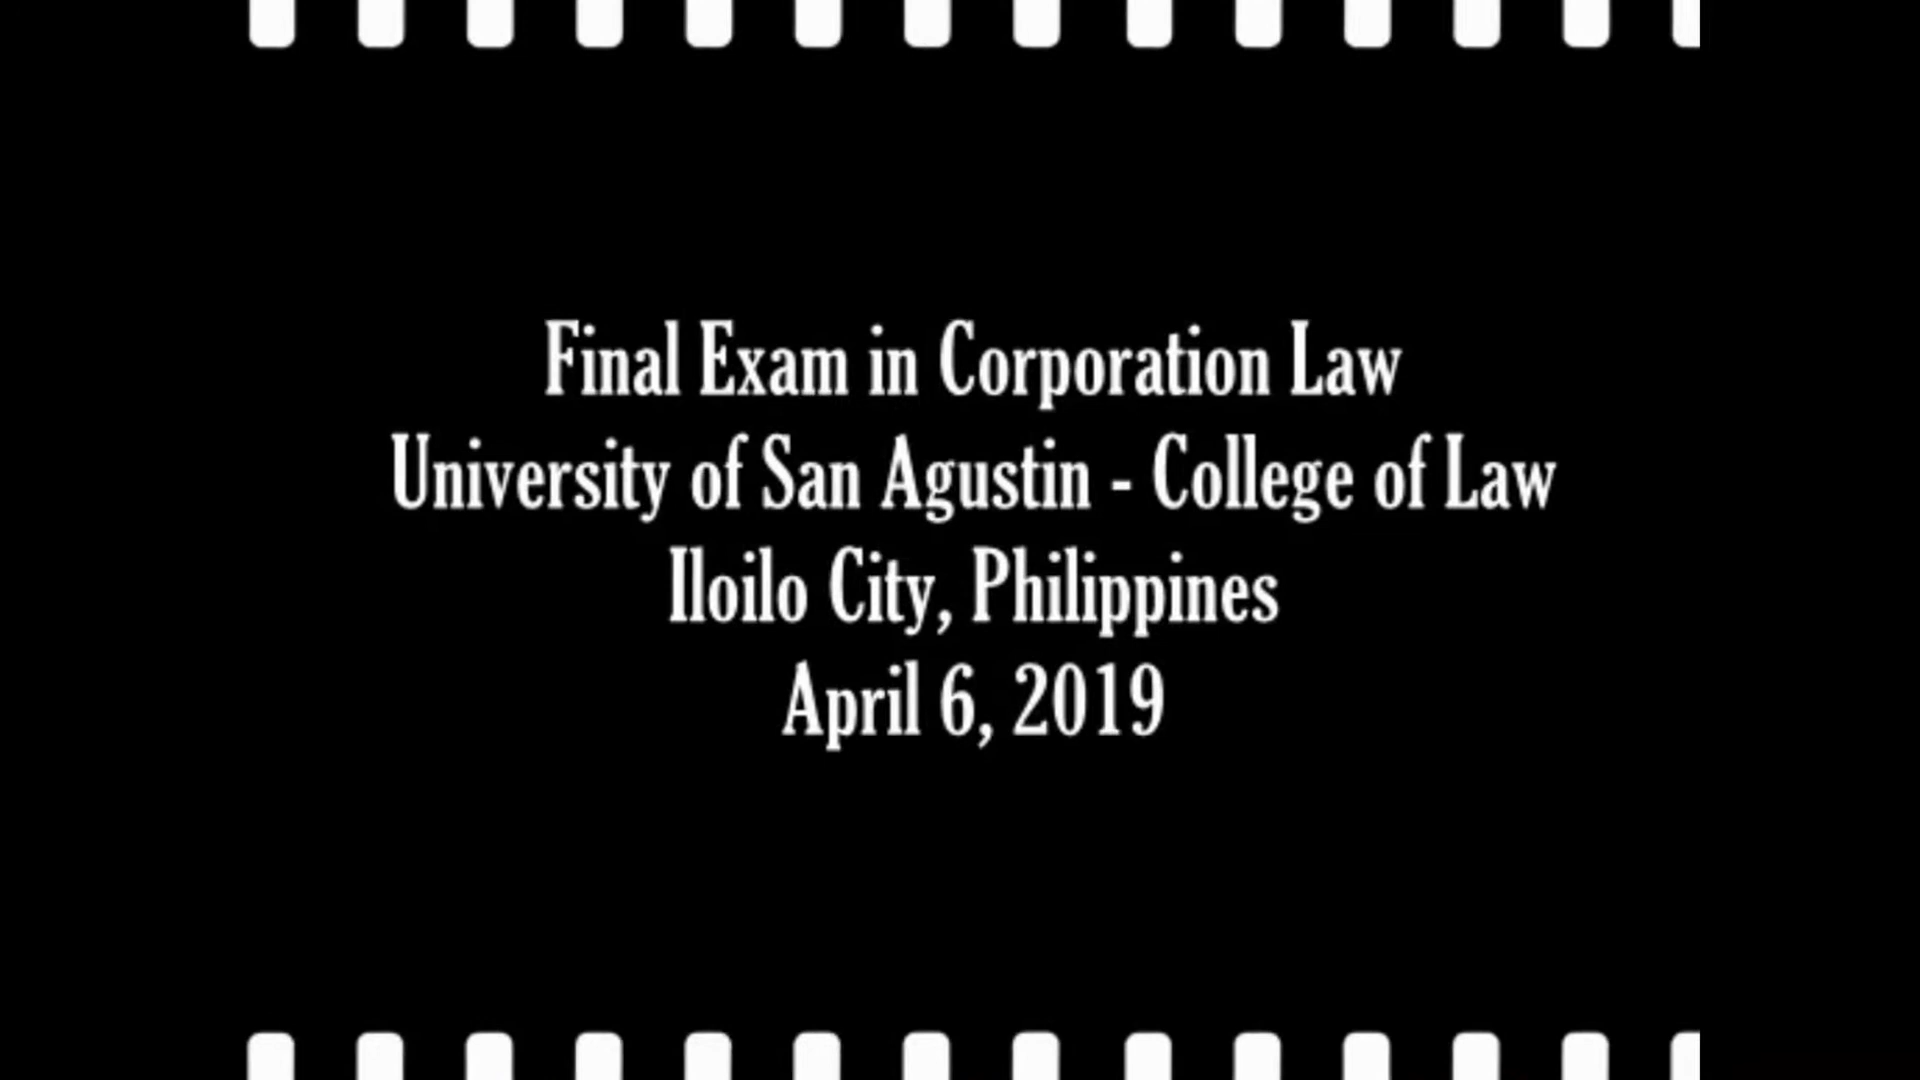 Final Exam in Corporation Law
University of San Agustin - College of Law
Iloilo City, Philippines
April 6, 2019